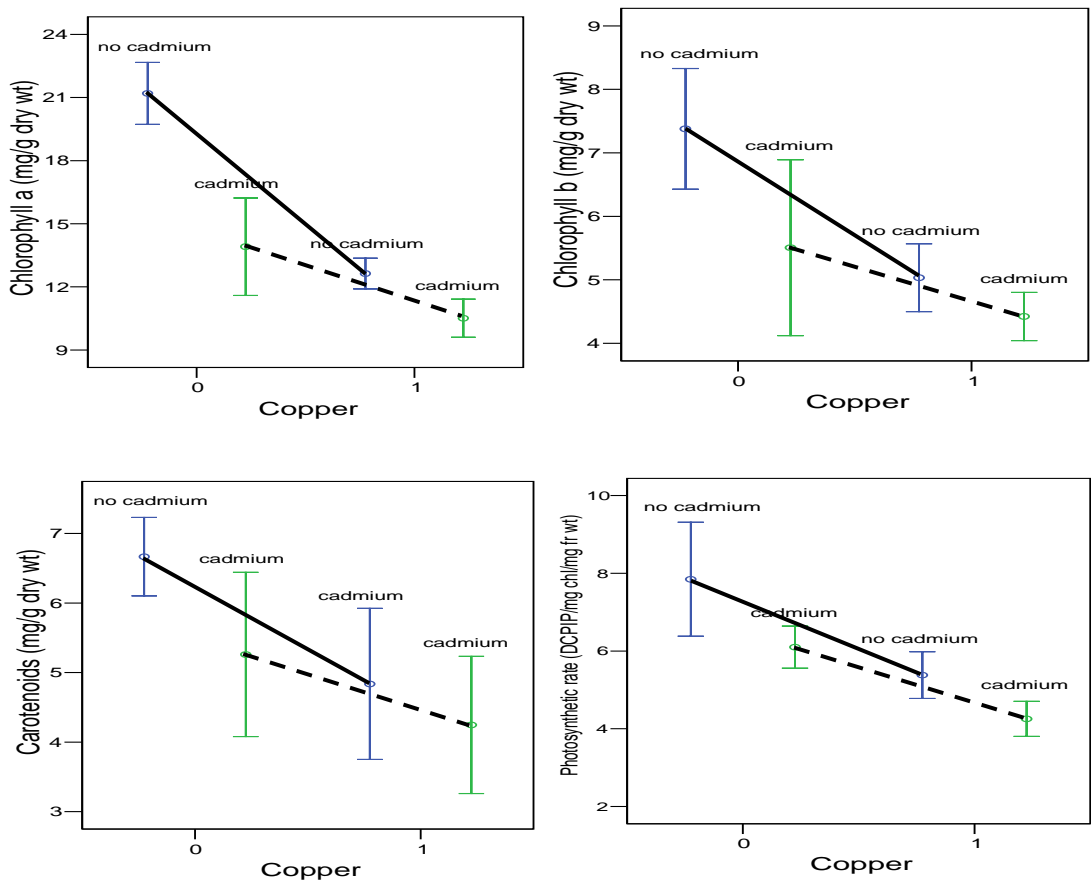 24
no cadmium
21
18
cadmium
15
no cadmium
12
cadmium
9
0
1
Copper
Chlorophyll a (mg/g dry wt)
9
no cadmium
8
cadmium
7
6
no cadmium
5
cadmium
4
0
1
Copper
Chlorophyll b (mg/g dry wt)
no cadmium
7
cadmium
6
cadmium
5
cadmium
4
3
0
1
Copper
Carotenoids (mg/g dry wt)
10
no cadmium
8
cadmium
6
no cadmium
cadmium
4
2
0
1
Copper
Photosynthetic rate (DCPIP/mg chl/mg fr wt)